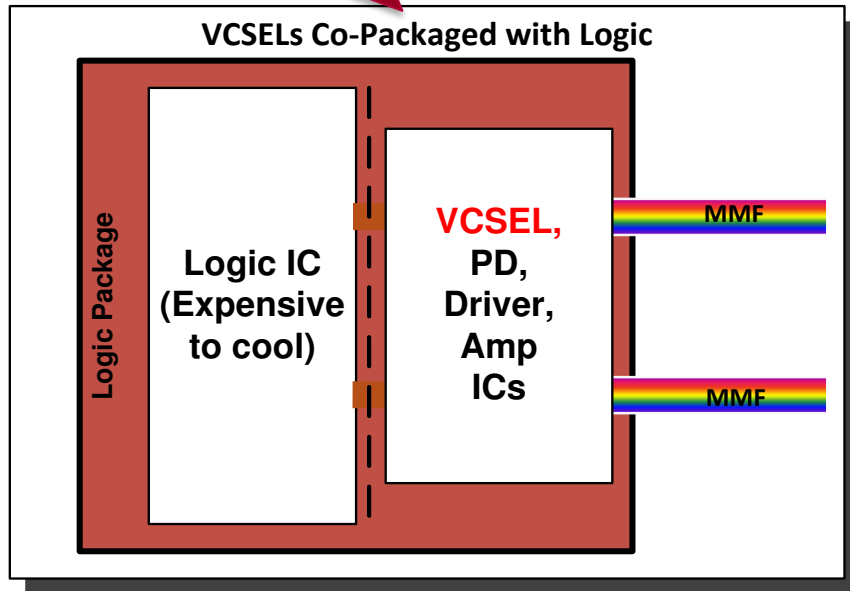 VCSELs Co-Packaged with Logic
Logic Package
Logic IC
(Expensive
to cool)
VCSEL,
PD,
Driver,
Amp
ICs
MMF
MMF